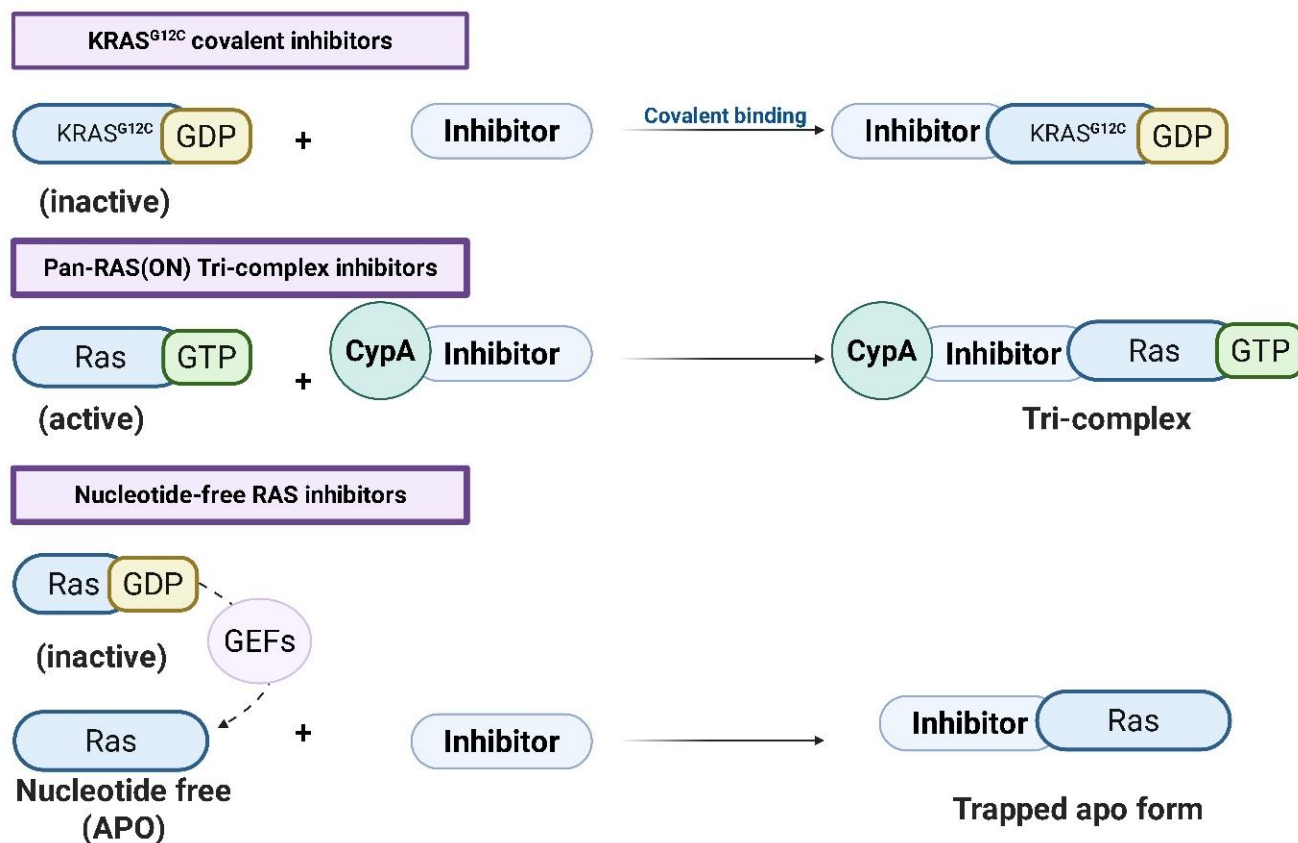 KRASG12C covalent inhibitors
KRASG12C GDP + Inhibitor Covalent binding Inhibitor KRASG12C GDP
(inactive)
Pan-RAS(ON) Tri-complex inhibitors
Ras GTP + CypA Inhibitor CypA Inhibitor Ras GTP
(active) Tri-complex
Nucleotide-free RAS inhibitors
Ras GDP
(inactive) GEFs
Ras + Inhibitor Inhibitor Ras
Nucleotide free
(APO) Trapped apo form